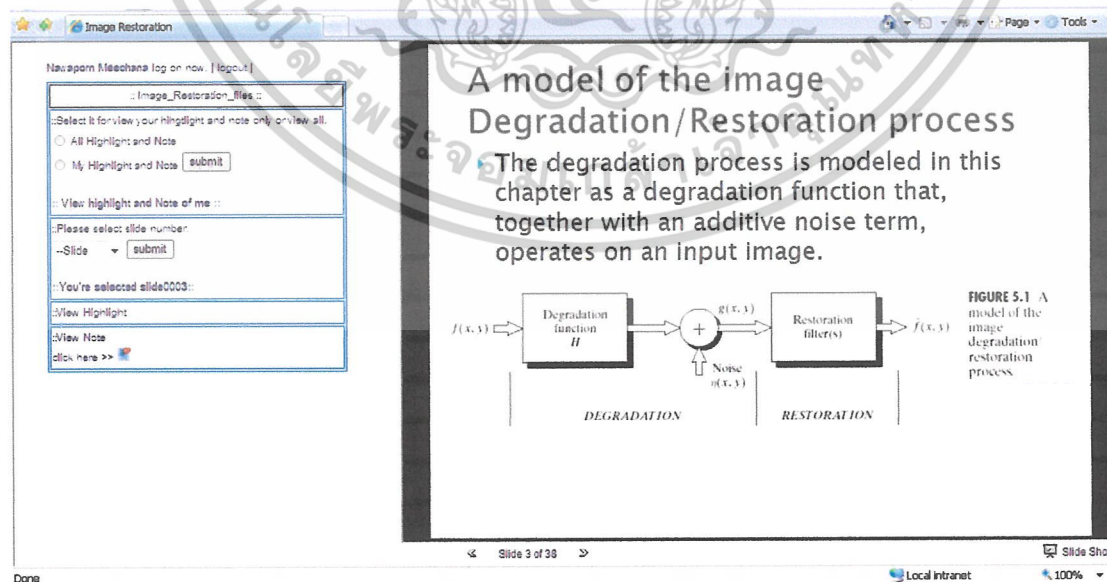 Image Restoration
Page
Tools
Nawaporn Meechana log on now. | logout |
:: Image_Restoration_files ::
::Select it for view your hingtlight and note only or view all.
All Highlight and Note
My Highlight and Note submit
:: View highlight and Note of me ::
::Please select slide number.
--Slide submit
::You're selected slide0003::
::View Highlight
::View Note
click here >>
A model of the image
Degradation/Restoration process
The degradation process is modeled in this
chapter as a degradation function that,
together with an additive noise term,
operates on an input image.
f(x, y)
Degradation
function
H
+
g(x, y)
Noise
η(x, y)
Restoration
filter(s)
f̂(x, y)
DEGRADATION
RESTORATION
FIGURE 5.1 A
model of the
image
degradation/
restoration
process.
Slide 3 of 38
Slide Sho
Done
Local intranet
100%